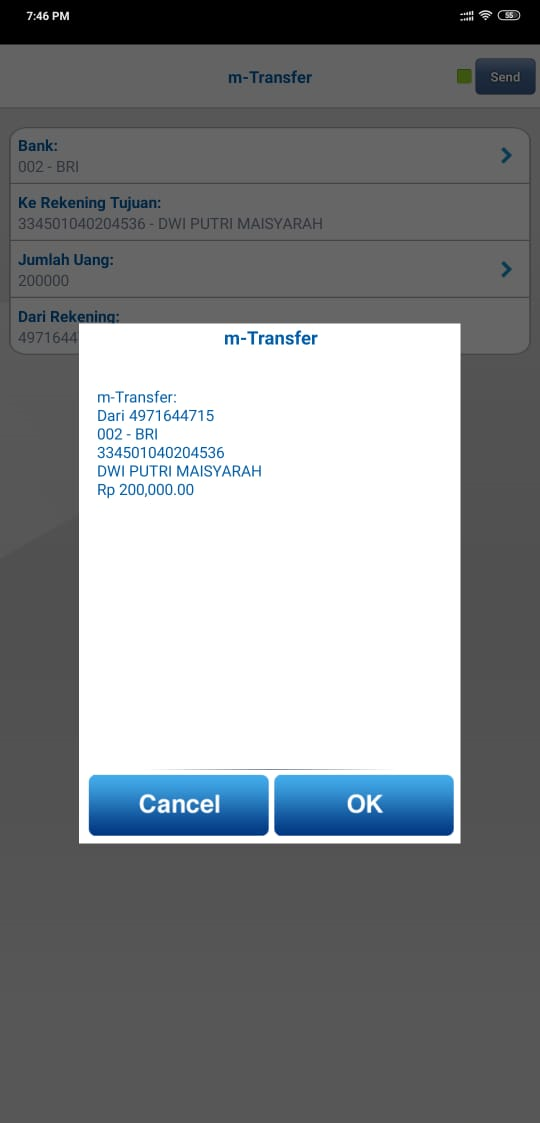 7:46 PM
55
m-Transfer
Send
Bank:
002 - BRI
Ke Rekening Tujuan:
334501040204536 - DWI PUTRI MAISYARAH
Jumlah Uang:
200000
Dari Rekening:
4971644
m-Transfer
m-Transfer:
Dari 4971644715
002 - BRI
334501040204536
DWI PUTRI MAISYARAH
Rp 200,000.00
Cancel
OK